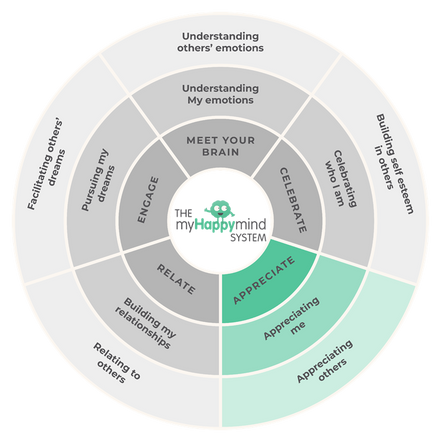 Understanding
others' emotions
Understanding
My emotions
MEET YOUR
BRAIN
Building self esteem
in others
Celebrating
who I am
CELEBRATE
Appreciating
others
Appreciating
me
APPRECIATE
Relating to
others
Building my
relationships
RELATE
Facilitating others'
dreams
Pursuing my
dreams
ENGAGE
THE
myHappymind
SYSTEM